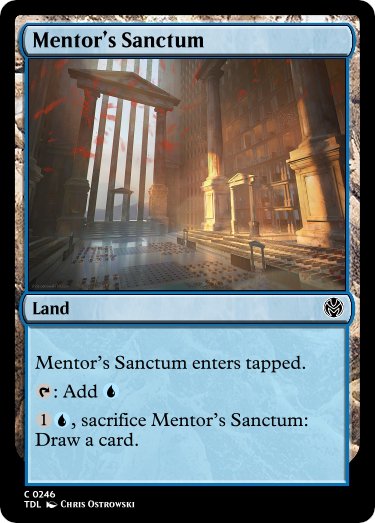 Mentor's Sanctum
Land
Mentor's Sanctum enters tapped.
: Add
1 , sacrifice Mentor's Sanctum:
Draw a card.
C 0246
TDL Chris Ostrowski